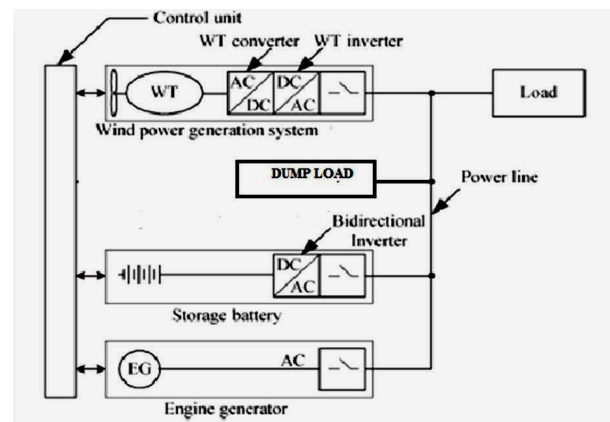 Control unit
WT converter WT inverter
WT
AC
DC
DC
AC
Load
Wind power generation system
DUMP LOAD
Power line
Bidirectional
Inverter
DC
AC
Storage battery
EG
AC
Engine generator